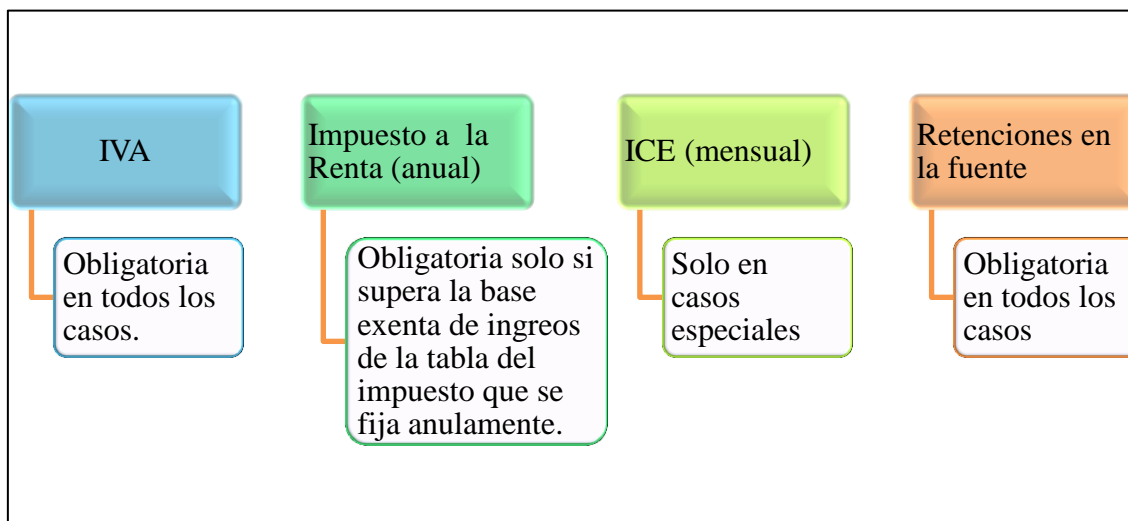 IVA
Obligatoria
en todos los
casos.
Impuesto a la
Renta (anual)
Obligatoria solo si
supera la base
exenta de ingreos
de la tabla del
impuesto que se
fija anulamente.
ICE (mensual)
Solo en
casos
especiales
Retenciones en
la fuente
Obligatoria
en todos los
casos